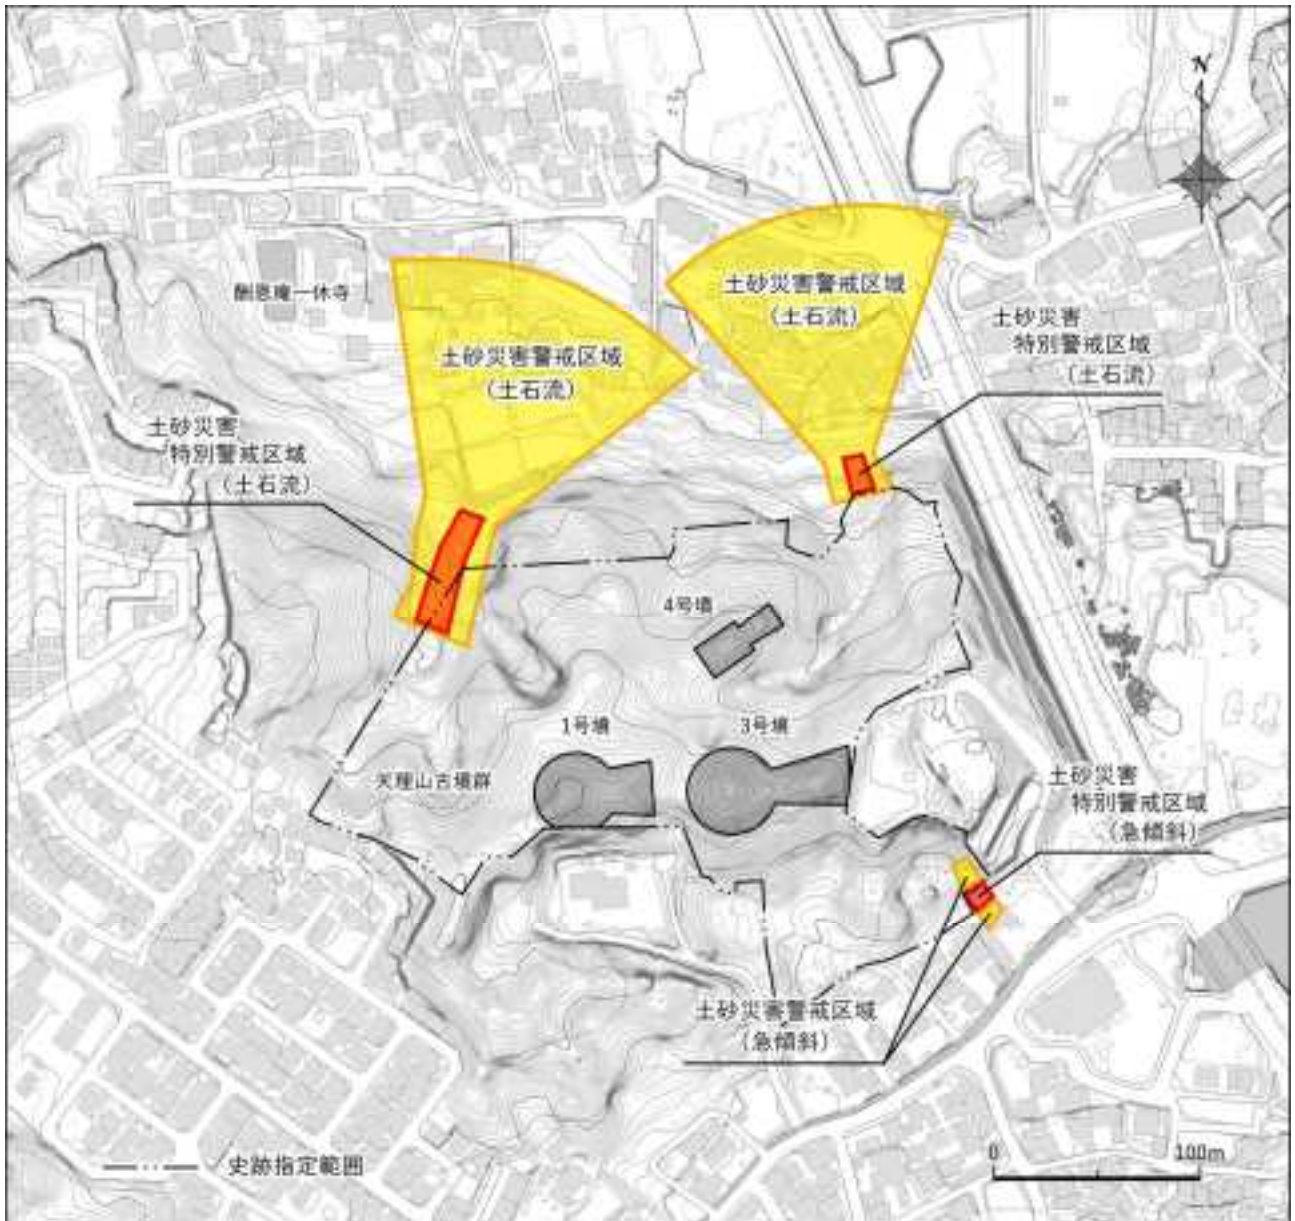 N
土砂災害警戒区域
(土石流)
酬恩庵一休寺
土砂災害
特別警戒区域
(土石流)
土砂災害警戒区域
(土石流)
土砂災害
特別警戒区域
(土石流)
4号墳
1号墳
3号墳
天理山古墳群
土砂災害
特別警戒区域
(急傾斜)
土砂災害警戒区域
(急傾斜)
史跡指定範囲
0 100m